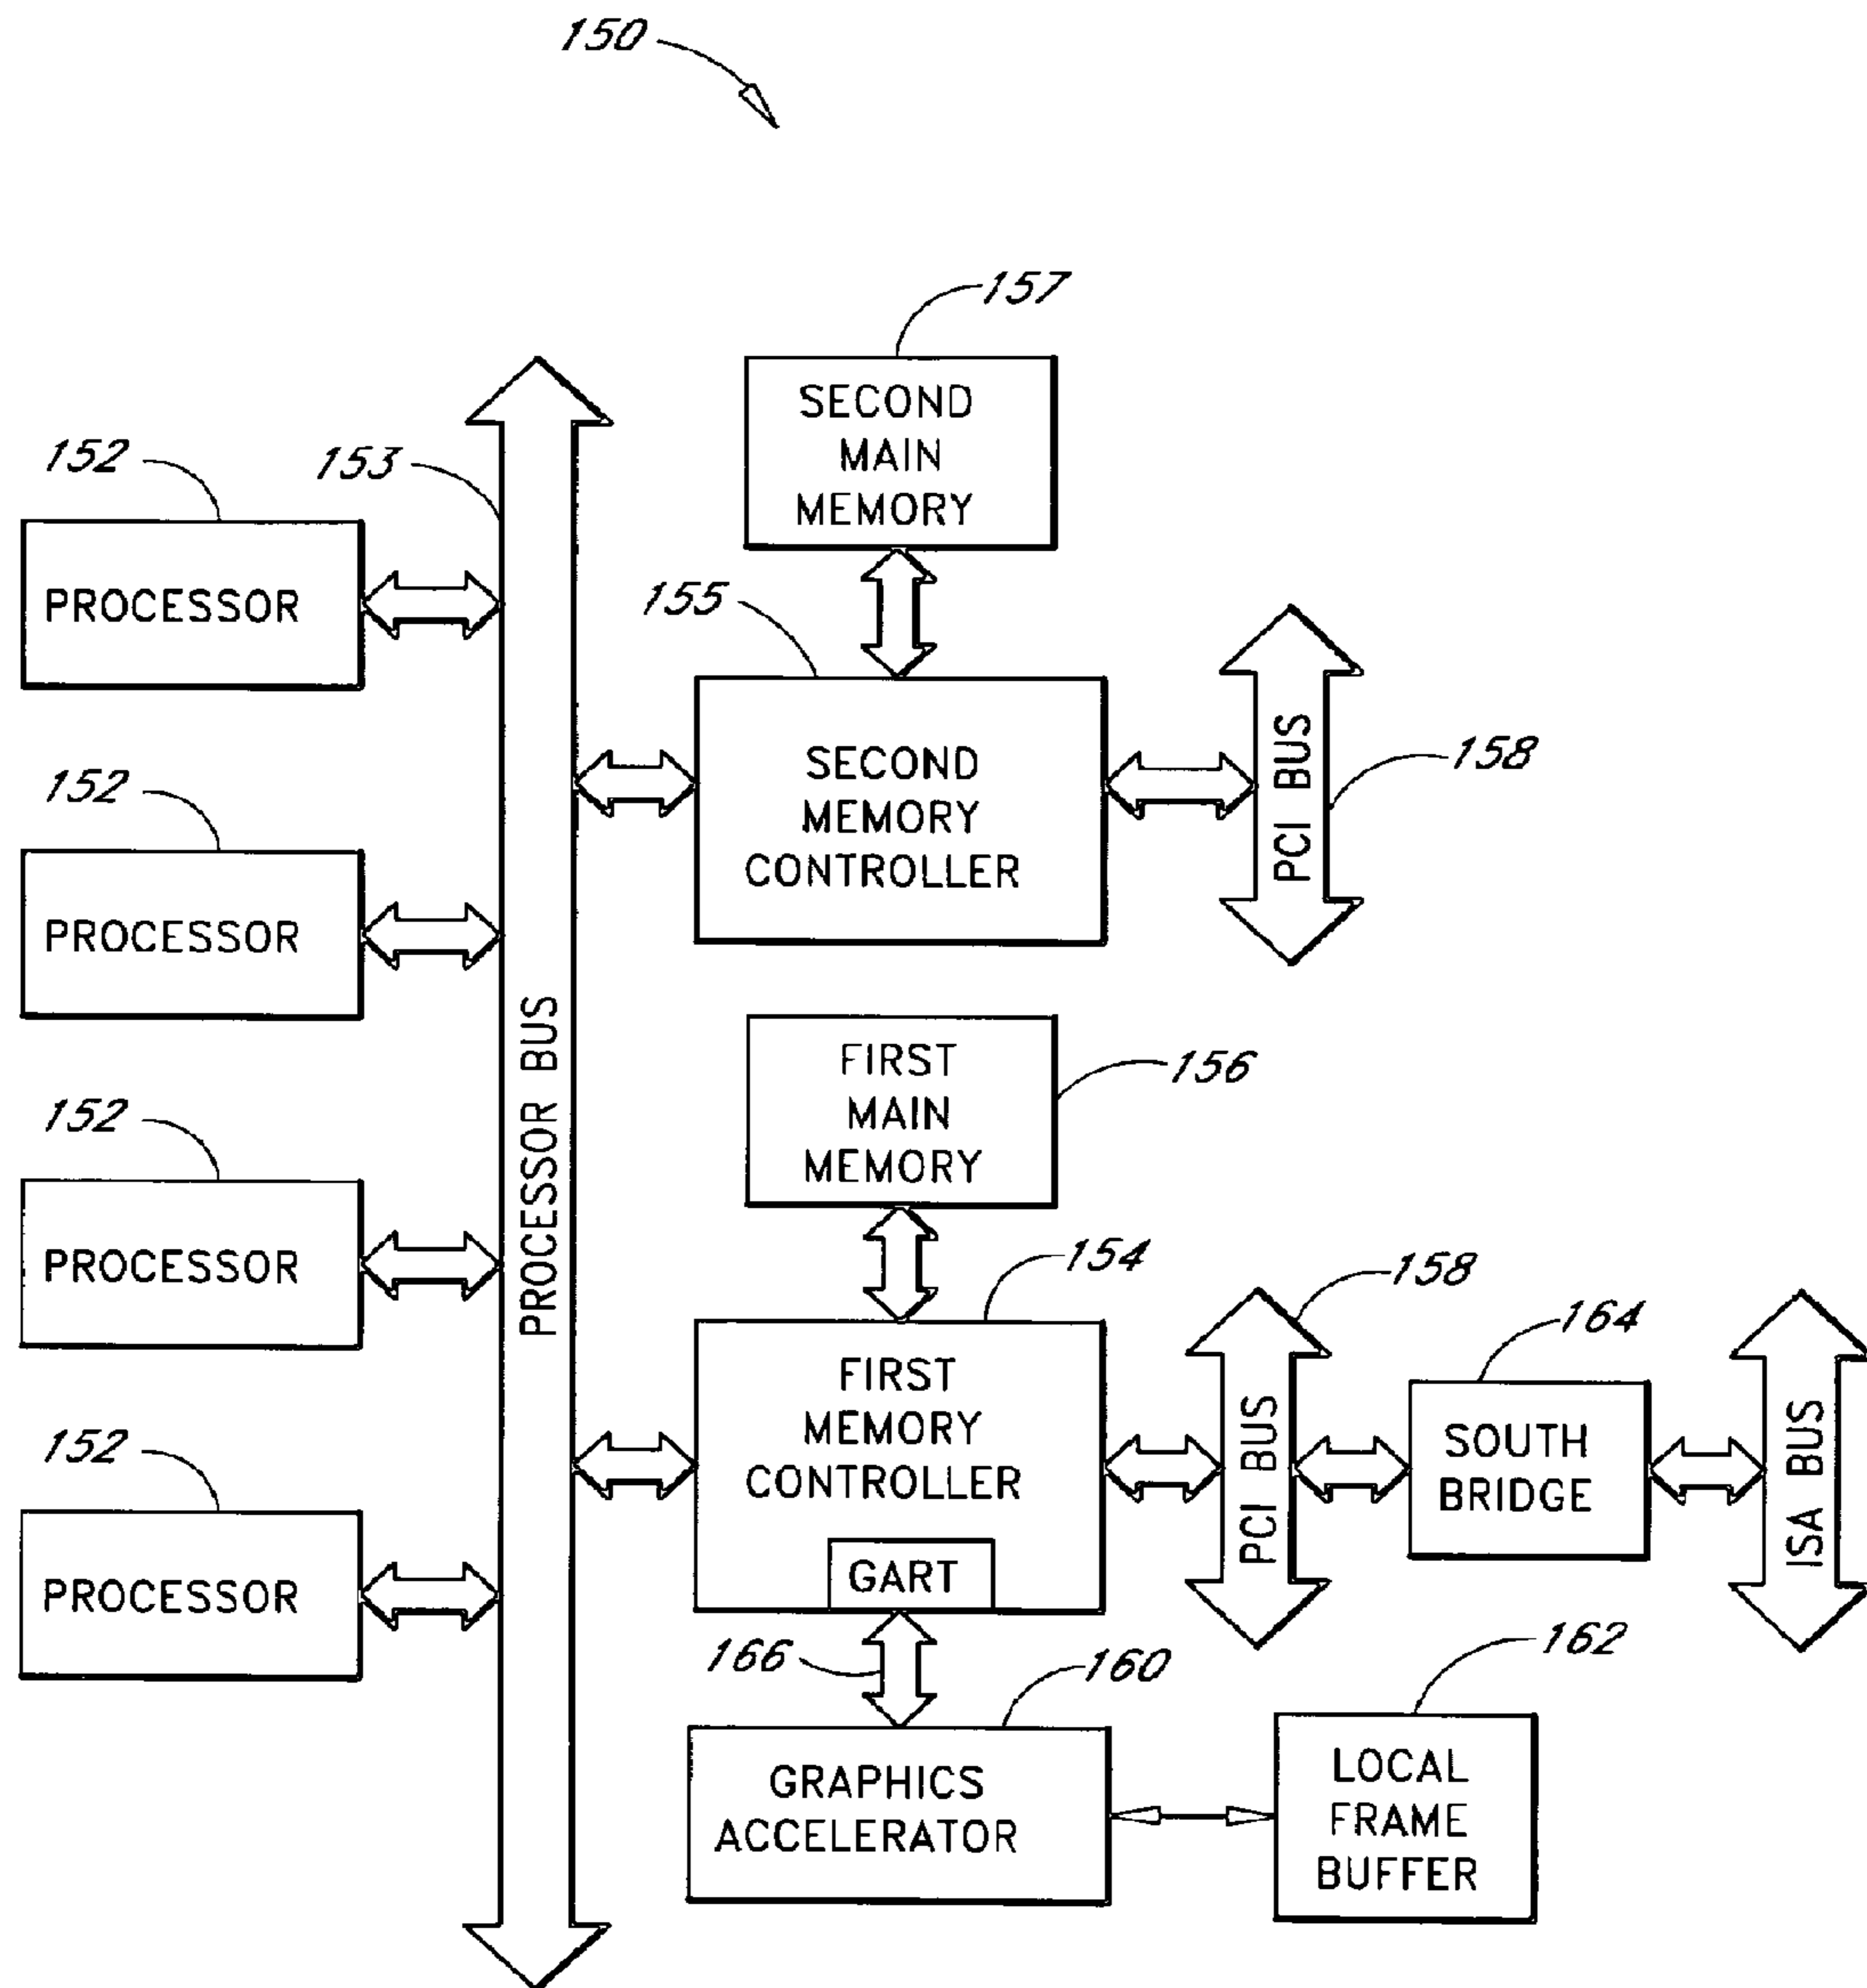 150
157
SECOND
MAIN
MEMORY
152
153
PROCESSOR
155
SECOND
MEMORY
CONTROLLER
PCI BUS
158
152
PROCESSOR
PROCESSOR BUS
FIRST
MAIN
MEMORY
156
152
PROCESSOR
154
FIRST
MEMORY
CONTROLLER
GART
158
PCI BUS
164
SOUTH
BRIDGE
ISA BUS
152
PROCESSOR
166
160
GRAPHICS
ACCELERATOR
162
LOCAL
FRAME
BUFFER